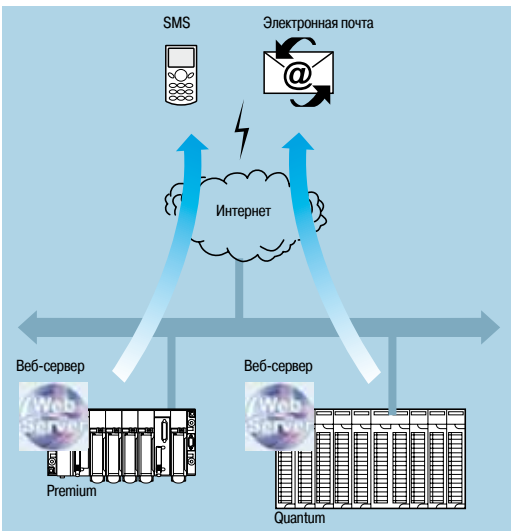 SMS
Электронная почта
@
Интернет
Веб-сервер
Веб-сервер
Web
Server
Web
Server
Premium
Quantum